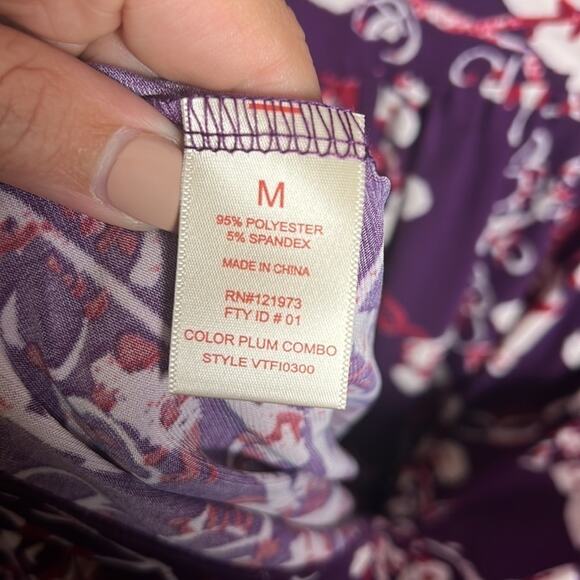 M
95% POLYESTER
5% SPANDEX
MADE IN CHINA
RN#121973
FTY ID # 01
COLOR PLUM COMBO
STYLE VTFI0300